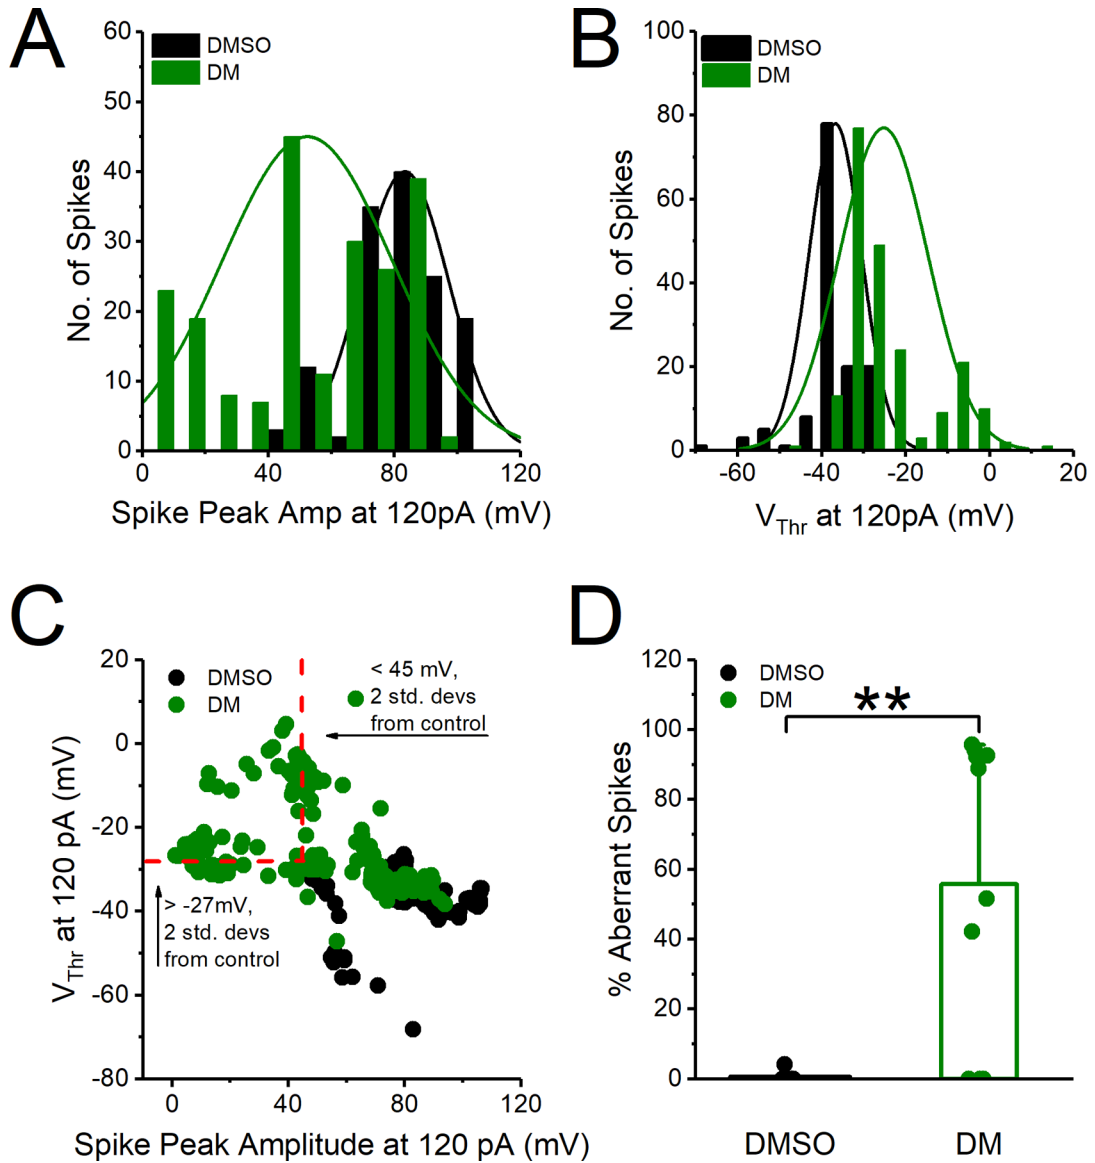 A
60
50
40
30
20
10
0
No. of Spikes
DMSO
DM
0 40 80 120
Spike Peak Amp at 120pA (mV)
B
100
80
60
40
20
0
No. of Spikes
DMSO
DM
-60 -40 -20 0 20
V_Thr at 120pA (mV)
C
20
0
-20
-40
-60
-80
V_Thr at 120 pA (mV)
DMSO
DM
< 45 mV,
2 std. devs
from control
> -27mV,
2 std. devs
from control
0 40 80 120
Spike Peak Amplitude at 120 pA (mV)
D
120
100
80
60
40
20
0
% Aberrant Spikes
DMSO
DM
**
DMSO DM